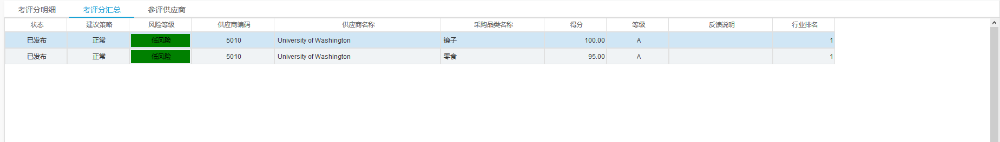 考评分明细 考评分汇总 参评供应商
状态 建议策略 风险等级 供应商编码 供应商名称 采购品类名称 得分 等级 反馈说明 行业排名
已发布 正常 低风险 5010 University of Washington 镜子 100.00 A 1
已发布 正常 低风险 5010 University of Washington 零食 95.00 A 1